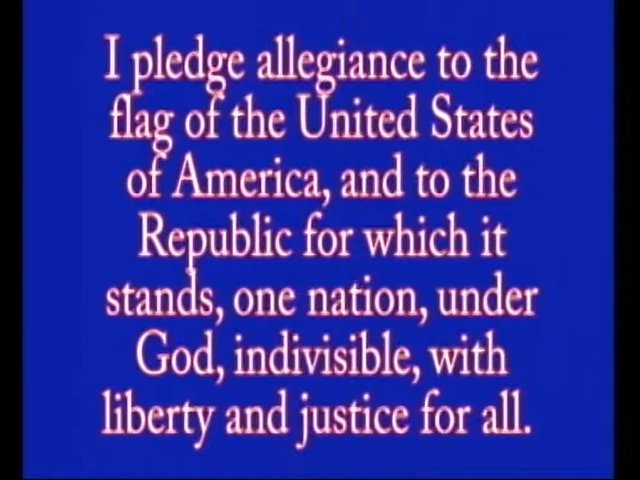 I pledge allegiance to the
flag of the United States
of America, and to the
Republic for which it
stands, one nation, under
God, indivisible, with
liberty and justice for all.